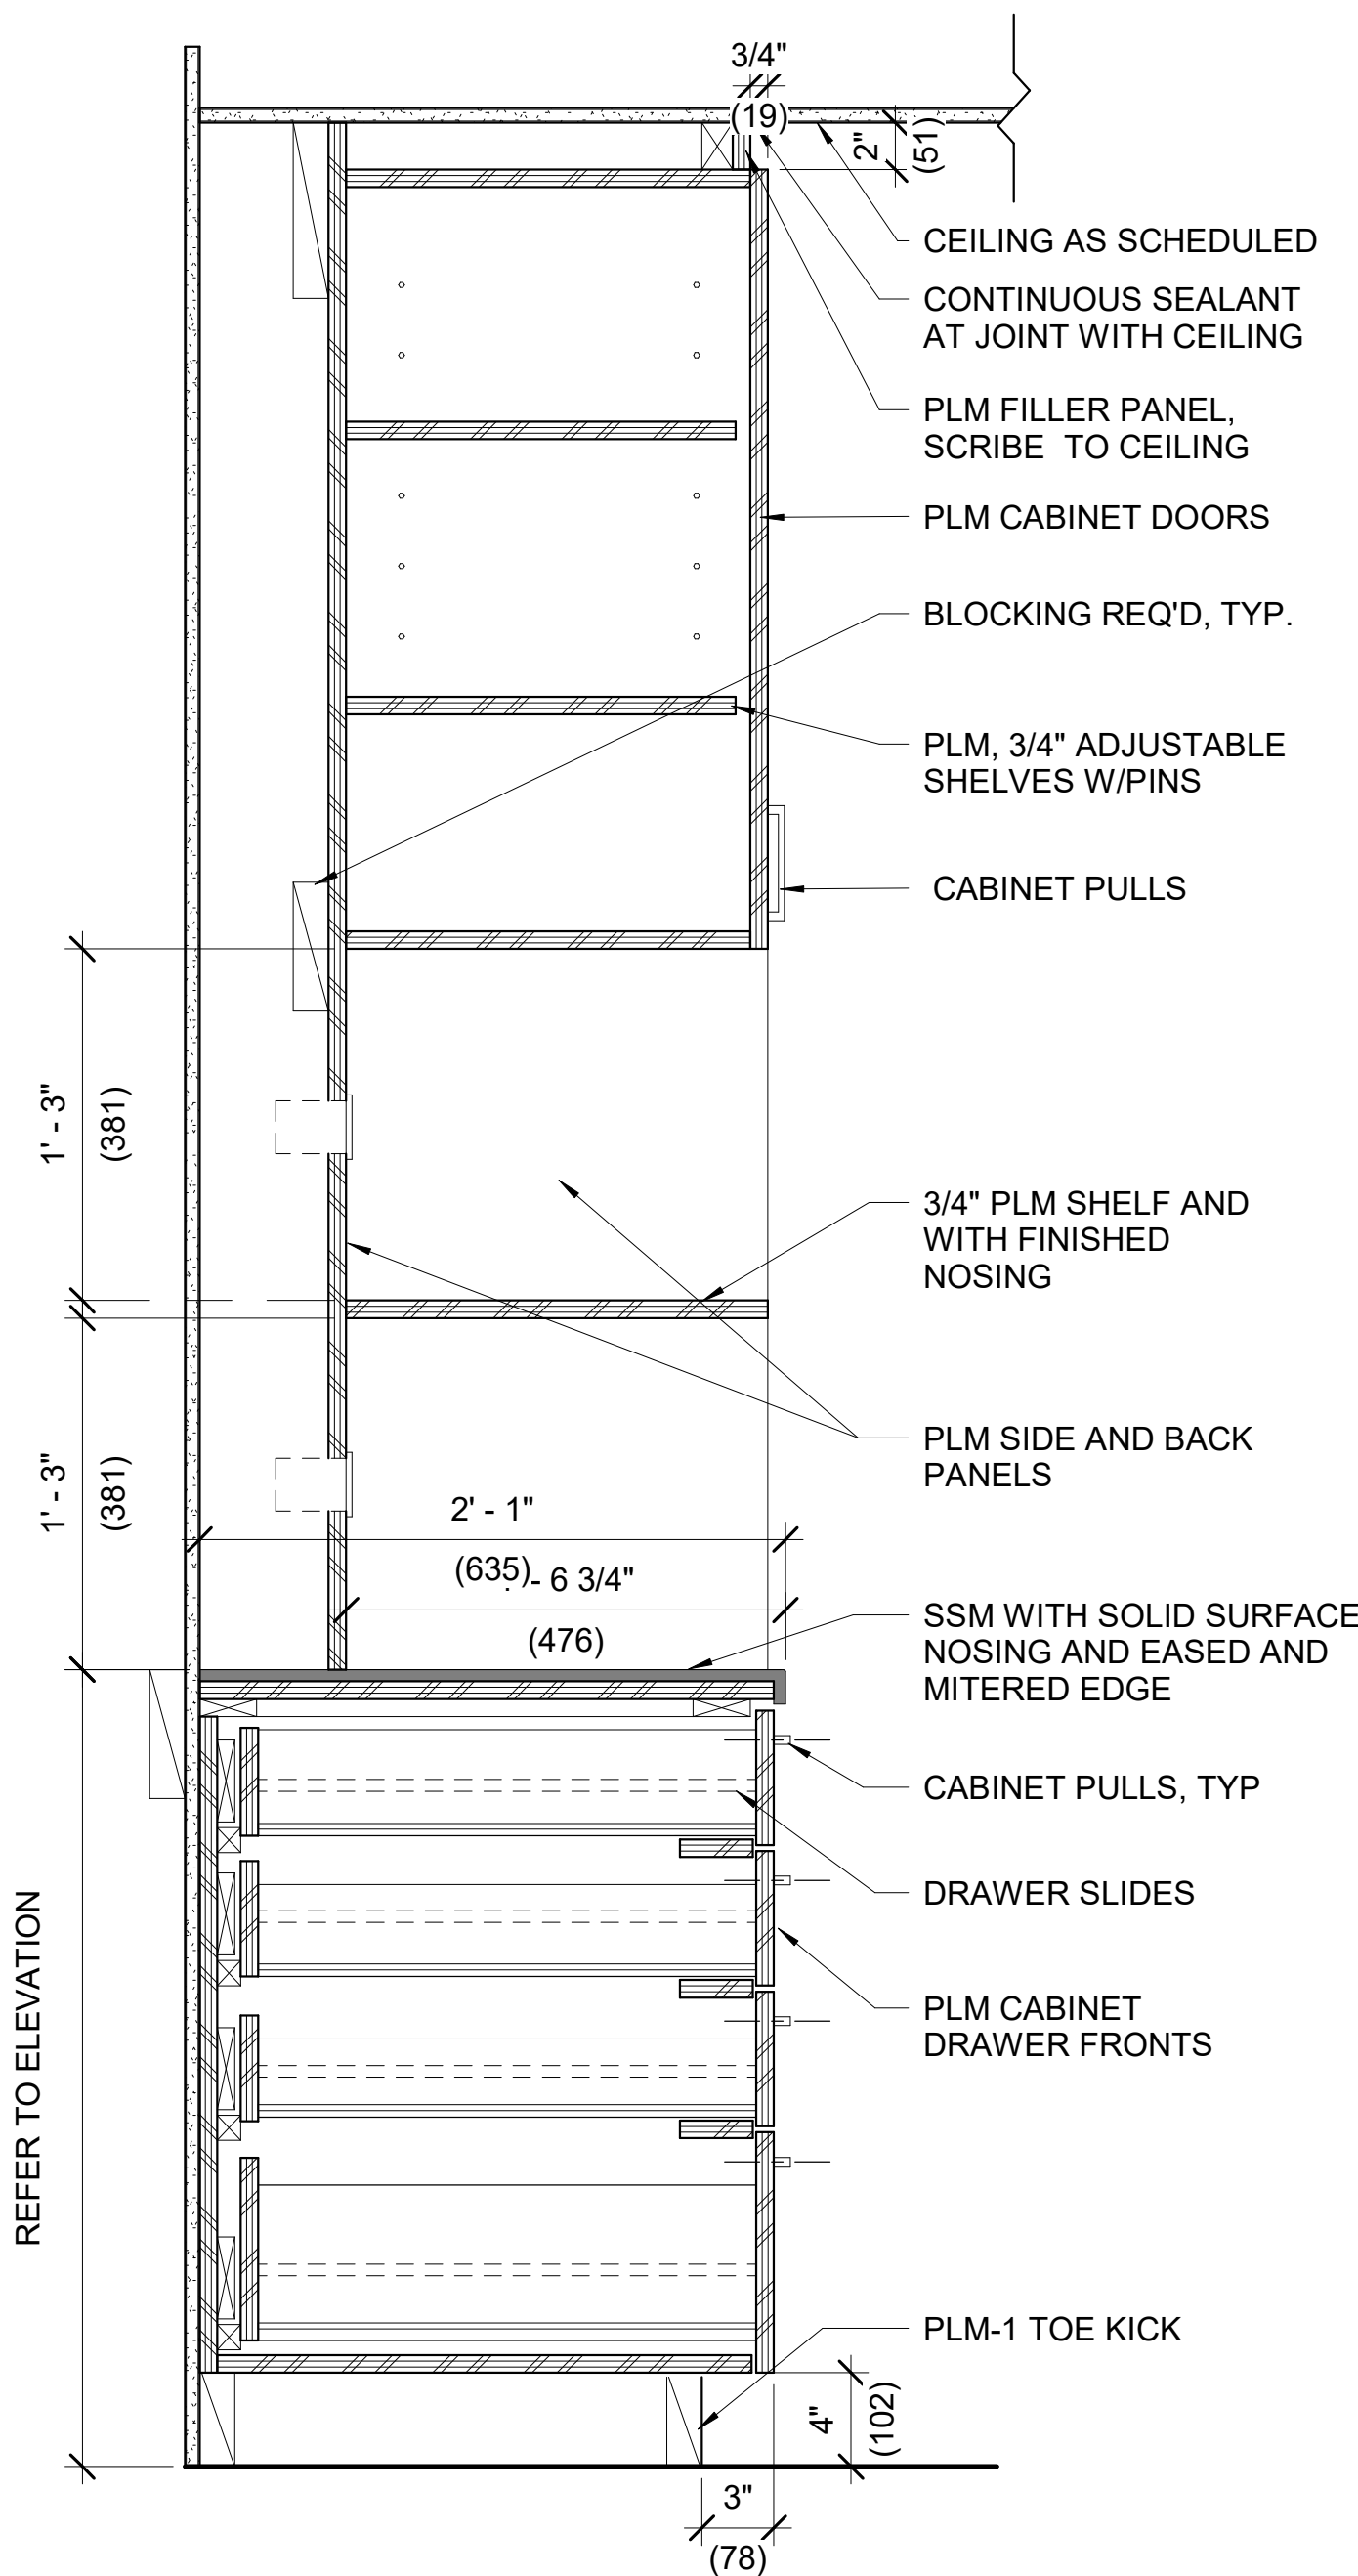 3/4"
(19)
2"
(51)
CEILING AS SCHEDULED
CONTINUOUS SEALANT
AT JOINT WITH CEILING
PLM FILLER PANEL,
SCRIBE TO CEILING
PLM CABINET DOORS
BLOCKING REQ'D, TYP.
PLM, 3/4" ADJUSTABLE
SHELVES W/PINS
CABINET PULLS
1' - 3"
(381)
3/4" PLM SHELF AND
WITH FINISHED
NOSING
PLM SIDE AND BACK
PANELS
1' - 3"
(381)
2' - 1"
(635)
- 6 3/4"
(476)
SSM WITH SOLID SURFACE
NOSING AND EASED AND
MITERED EDGE
CABINET PULLS, TYP
DRAWER SLIDES
PLM CABINET
DRAWER FRONTS
REFER TO ELEVATION
PLM-1 TOE KICK
4"
(102)
3"
(78)